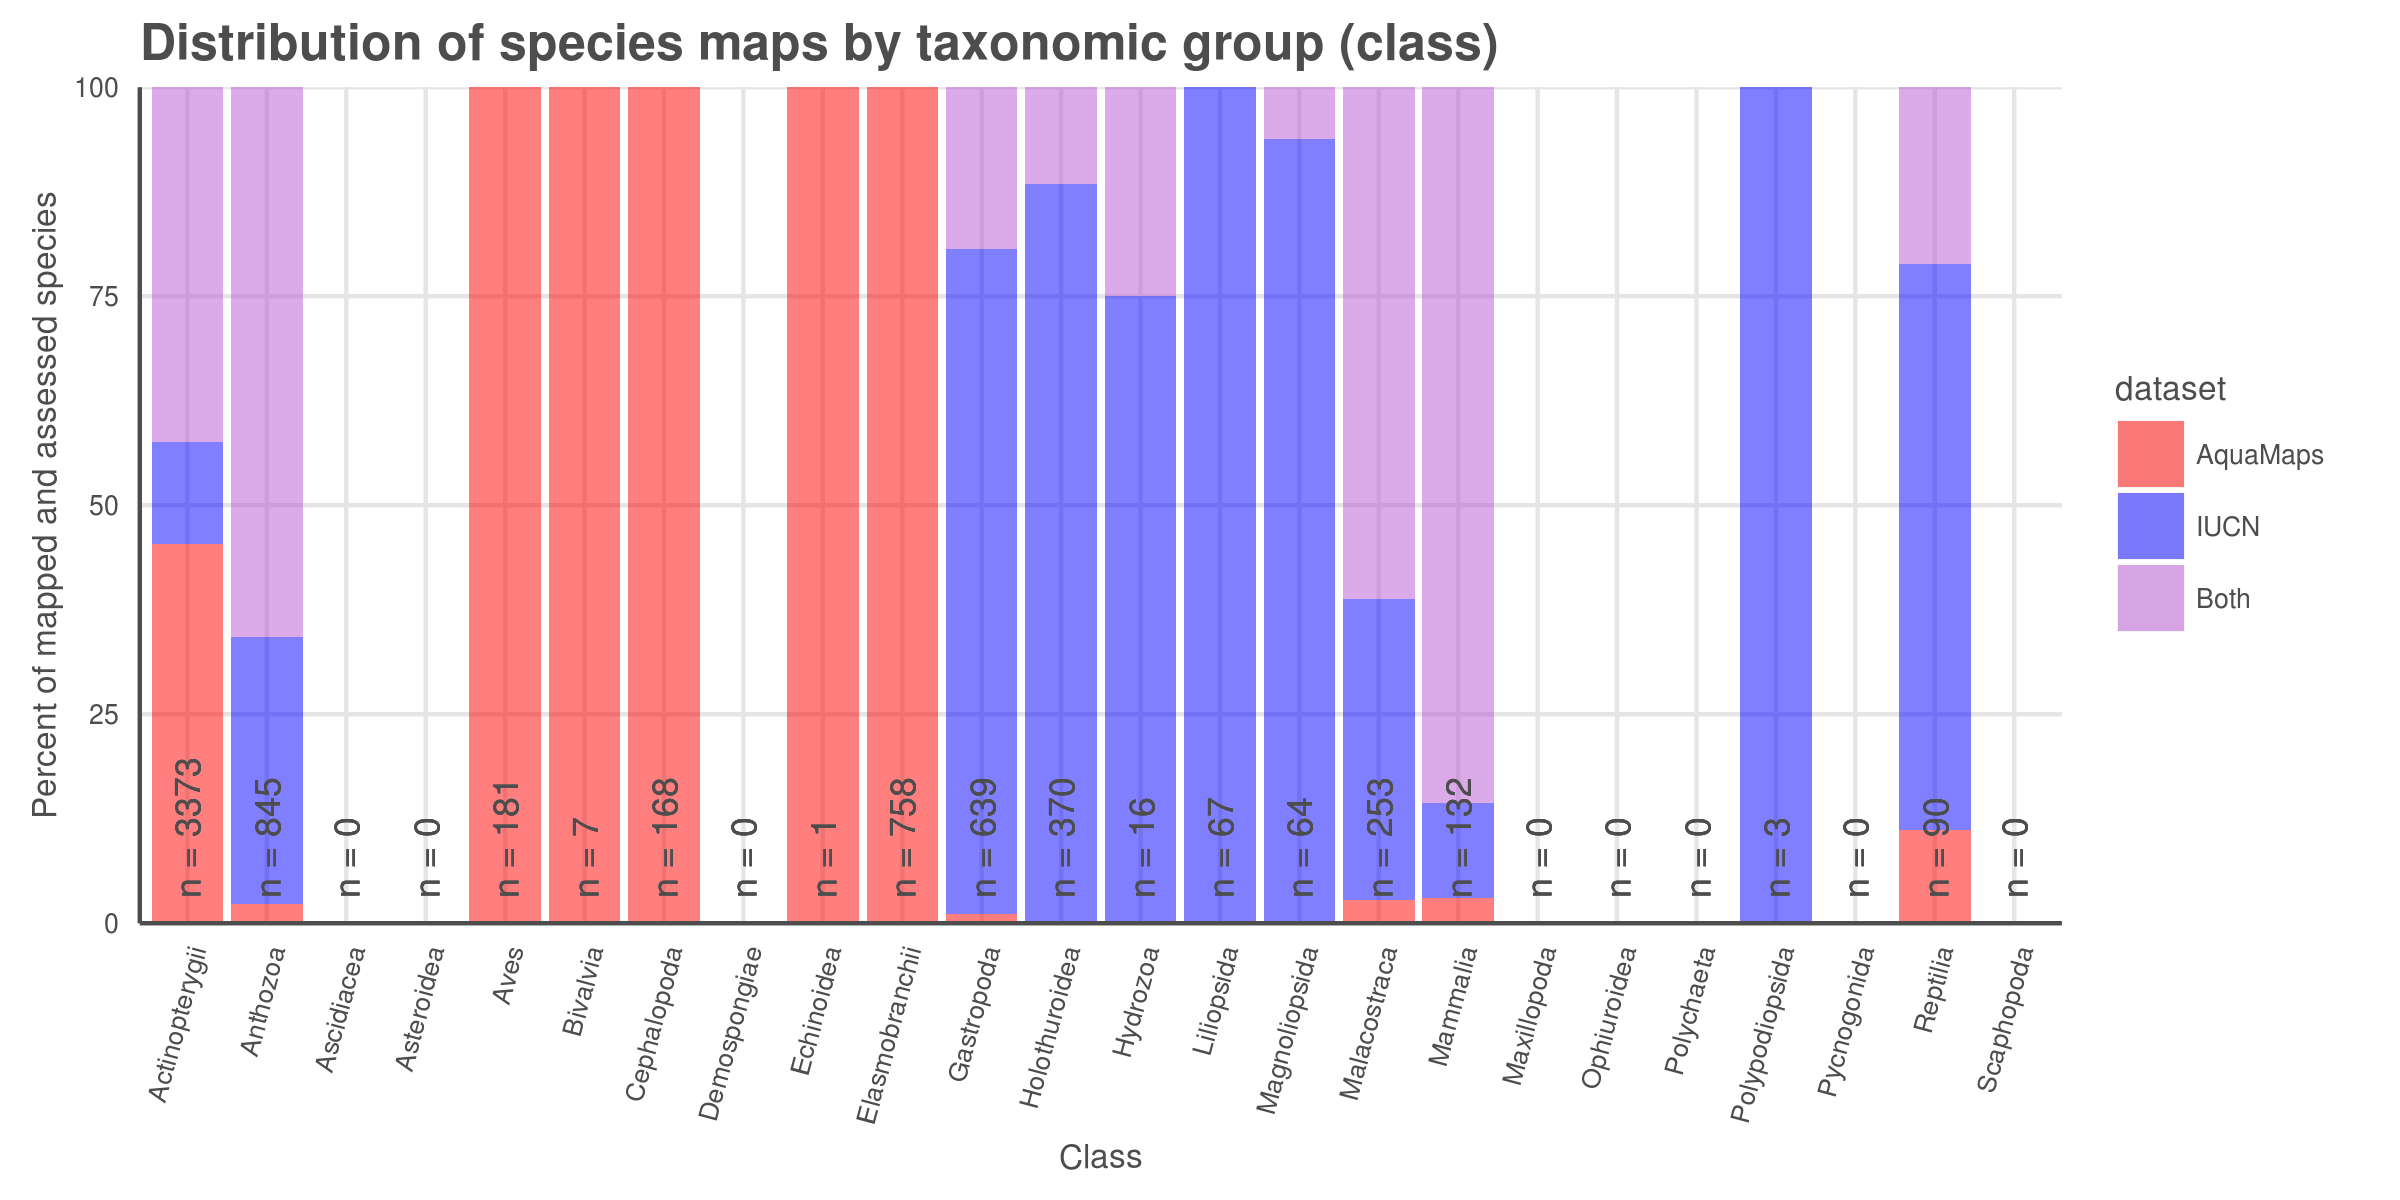 Distribution of species maps by taxonomic group (class)
Percent of mapped and assessed species
100
75
50
25
0
n = 3373
n = 845
n = 0
n = 0
n = 181
n = 7
n = 168
n = 0
n = 1
n = 758
n = 639
n = 370
n = 16
n = 67
n = 64
n = 253
n = 132
n = 0
n = 0
n = 0
n = 3
n = 0
n = 90
n = 0
Actinopterygii
Anthozoa
Ascidiacea
Asteroidea
Aves
Bivalvia
Cephalopoda
Demospongiae
Echinoidea
Elasmobranchii
Gastropoda
Holothuroidea
Hydrozoa
Liliopsida
Magnoliopsida
Malacostraca
Mammalia
Maxillopoda
Ophiuroidea
Polychaeta
Polypodiopsida
Pycnogonida
Reptilia
Scaphopoda
Class
dataset
AquaMaps
IUCN
Both